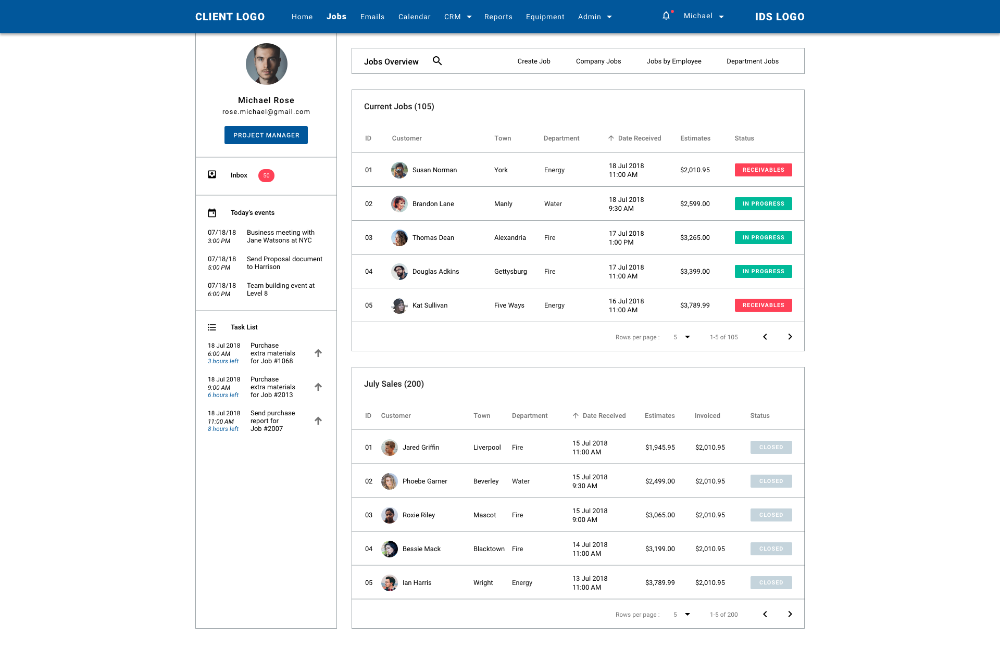 CLIENT LOGO
Home Jobs Emails Calendar CRM Reports Equipment Admin
Michael
IDS LOGO
Michael Rose
rose.michael@gmail.com
PROJECT MANAGER
Inbox 50
Today’s events
07/18/18 Business meeting with
3:00 PM Jane Watsons at NYC
07/18/18 Send Proposal document
5:00 PM to Harrison
07/18/18 Team building event at
6:00 PM Level 8
Task List
18 Jul 2018 Purchase
6:00 AM extra materials
3 hours left for Job #1068
18 Jul 2018 Purchase
9:00 AM extra materials
6 hours left for Job #2013
18 Jul 2018 Send purchase
11:00 AM report for
8 hours left Job #2007
Jobs Overview Create Job Company Jobs Jobs by Employee Department Jobs
Current Jobs (105)
ID Customer Town Department Date Received Estimates Status
01 Susan Norman York Energy 18 Jul 2018 11:00 AM $2,010.95 RECEIVABLES
02 Brandon Lane Manly Water 18 Jul 2018 9:30 AM $2,599.00 IN PROGRESS
03 Thomas Dean Alexandria Fire 17 Jul 2018 1:00 PM $3,265.00 IN PROGRESS
04 Douglas Adkins Gettysburg Fire 17 Jul 2018 11:00 AM $3,399.00 IN PROGRESS
05 Kat Sullivan Five Ways Energy 16 Jul 2018 11:00 AM $3,789.99 RECEIVABLES
Rows per page : 5 1-5 of 105
July Sales (200)
ID Customer Town Department Date Received Estimates Invoiced Status
01 Jared Griffin Liverpool Fire 15 Jul 2018 11:00 AM $1,945.95 $2,010.95 CLOSED
02 Phoebe Garner Beverley Water 15 Jul 2018 9:30 AM $2,499.00 $2,010.95 CLOSED
03 Roxie Riley Mascot Fire 15 Jul 2018 9:00 AM $3,065.00 $2,010.95 CLOSED
04 Bessie Mack Blacktown Fire 14 Jul 2018 11:00 AM $3,199.00 $2,010.95 CLOSED
05 Ian Harris Wright Energy 13 Jul 2018 11:00 AM $3,789.99 $2,010.95 CLOSED
Rows per page : 5 1-5 of 200